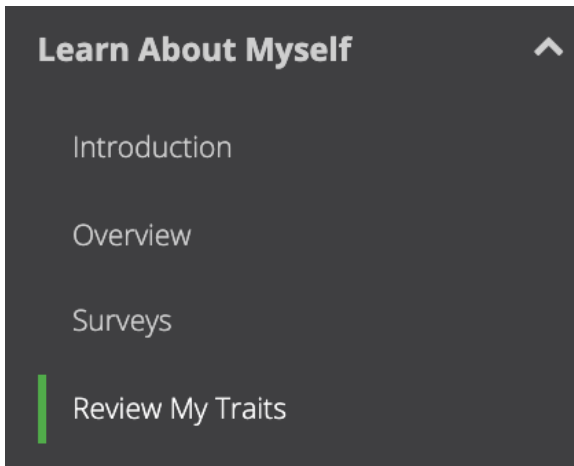 Learn About Myself
Introduction
Overview
Surveys
Review My Traits